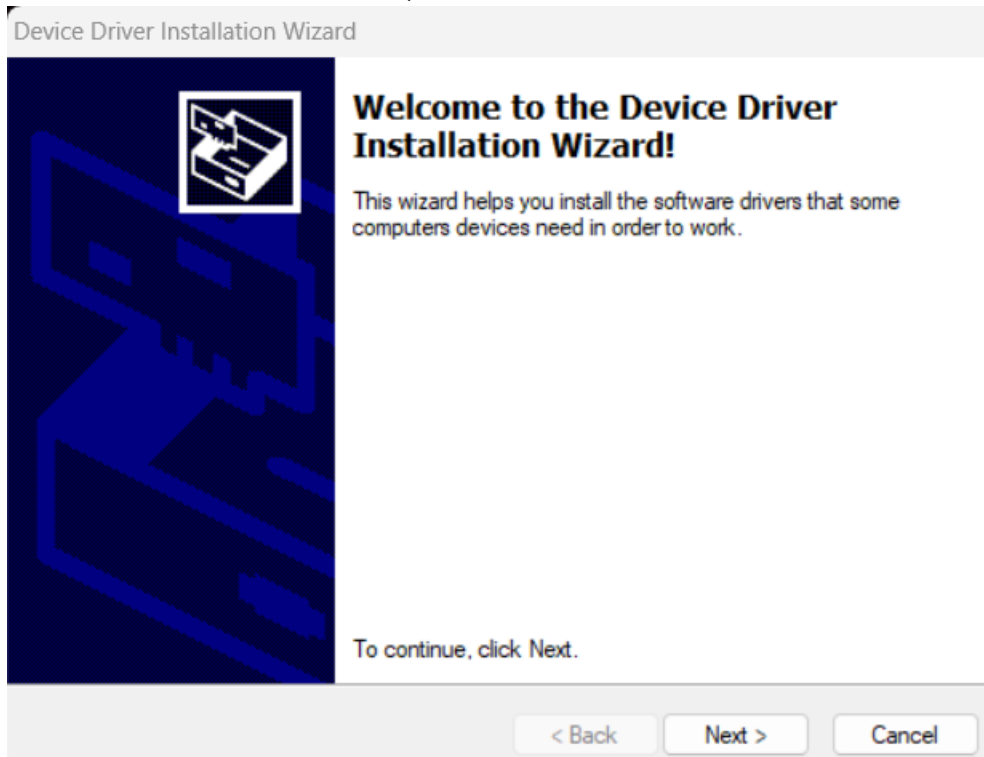 Device Driver Installation Wizard
Welcome to the Device Driver
Installation Wizard!
This wizard helps you install the software drivers that some
computers devices need in order to work.
To continue, click Next.
< Back
Next >
Cancel